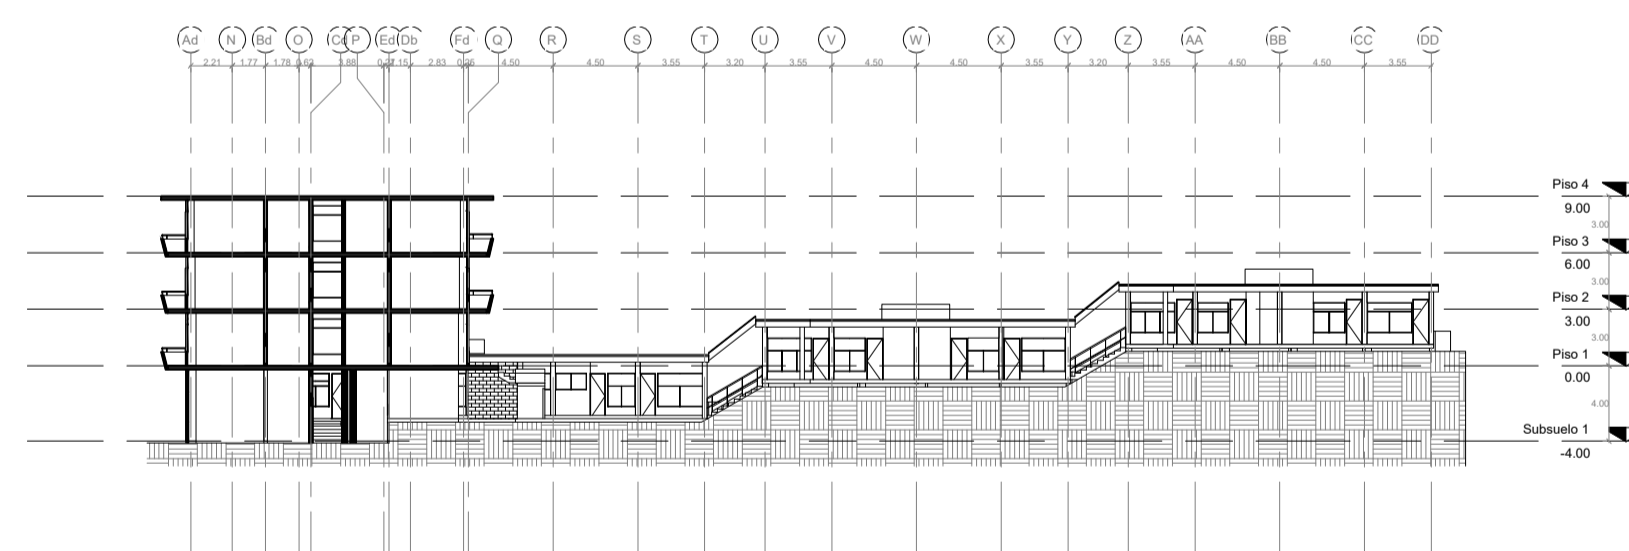 Ad N Bd O Cd P Ed Db Fd Q R S T U V W X Y Z AA BB CC DD
2.21 1.77 1.78 0.63 3.88 2.83 4.50 4.50 3.55 3.20 3.55 4.50 4.50 3.55 3.20 3.55 4.50 4.50 3.55
Piso 4
9.00
3.00
Piso 3
6.00
3.00
Piso 2
3.00
3.00
Piso 1
0.00
4.00
Subsuelo 1
-4.00